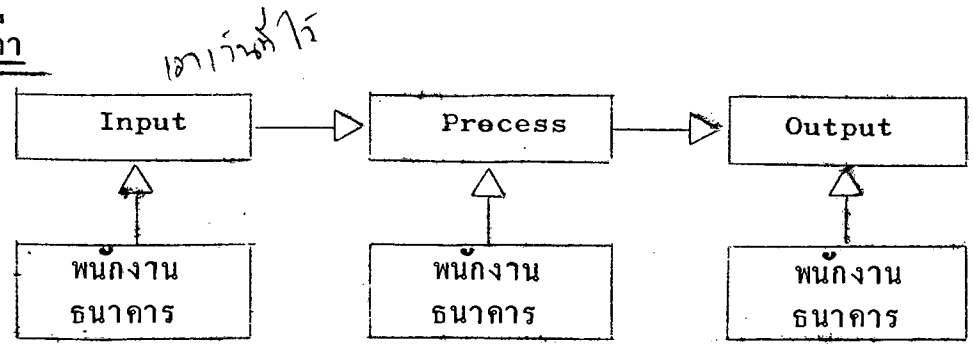 Input Process Output
พนักงาน พนักงาน พนักงาน
ธนาคาร ธนาคาร ธนาคาร